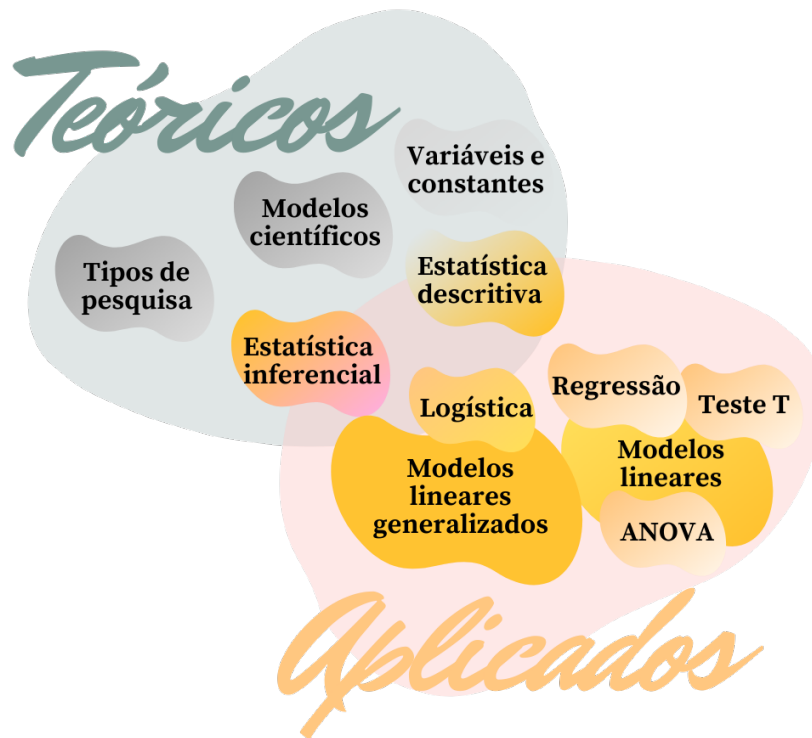 Teóricos
Variáveis e
constantes
Modelos
científicos
Tipos de
pesquisa
Estatística
descritiva
Estatística
inferencial
Logística
Regressão
Teste T
Modelos
lineares
generalizados
Modelos
lineares
ANOVA
Aplicados